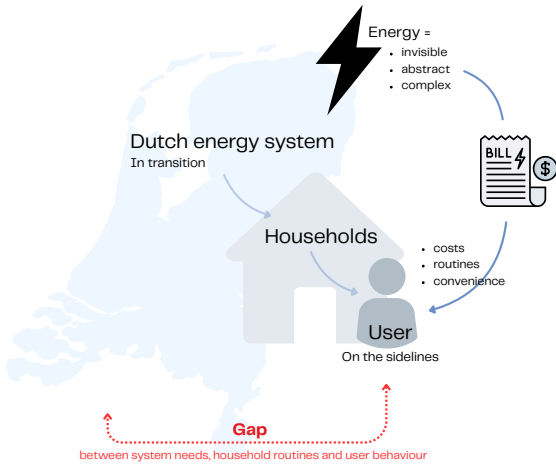 Energy =
• invisible
• abstract
• complex
Dutch energy system
In transition
BILL
$
Households
• costs
• routines
• convenience
User
On the sidelines
Gap
between system needs, household routines and user behaviour